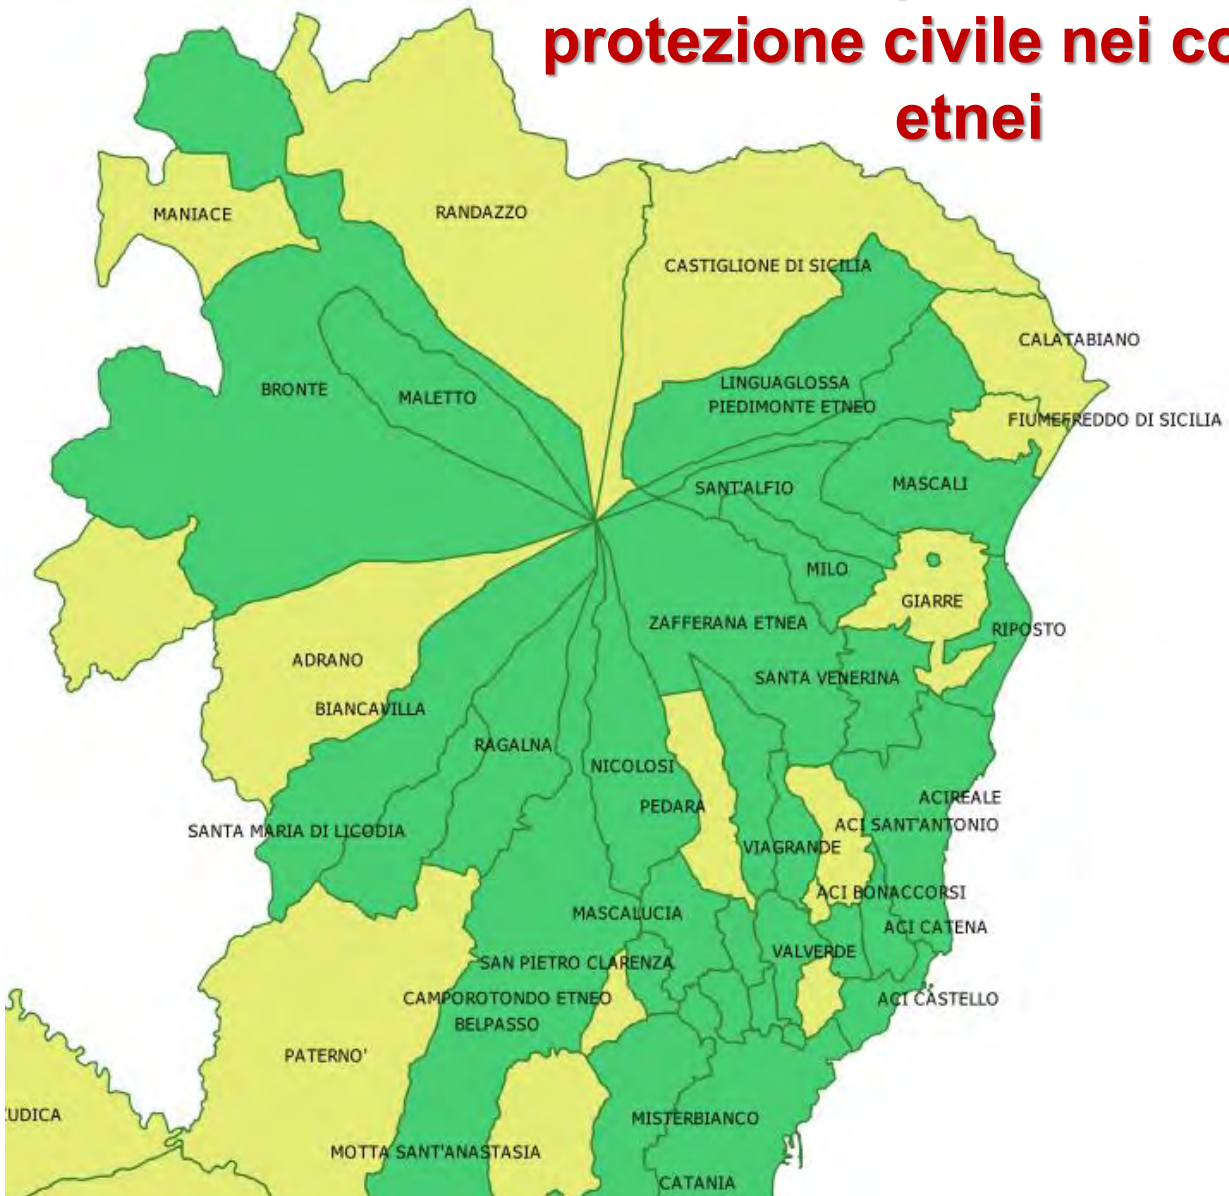 protezione civile nei co
etnei
MANIACE
RANDAZZO
CASTIGLIONE DI SICILIA
CALATABIANO
BRONTE
MALETTO
LINGUAGLOSSA
PIEDIMONTE ETNEO
FIUMEFREDDO DI SICILIA
SANT'ALFIO
MASCALI
MILO
GIARRE
ZAFFERANA ETNEA
RIPOSTO
ADRANO
SANTA VENERINA
BIANCAVILLA
RAGALNA
NICOLOSI
PEDARA
ACIREALE
SANTA MARIA DI LICODIA
ACI SANT'ANTONIO
VIAGRANDE
ACI BONACCORSI
MASCALUCIA
ACI CATENA
VALVERDE
SAN PIETRO CLARENZA
CAMPOROTONDO ETNEO
ACI CASTELLO
BELPASSO
PATERNO'
UDICA
MISTERBIANCO
MOTTA SANT'ANASTASIA
CATANIA